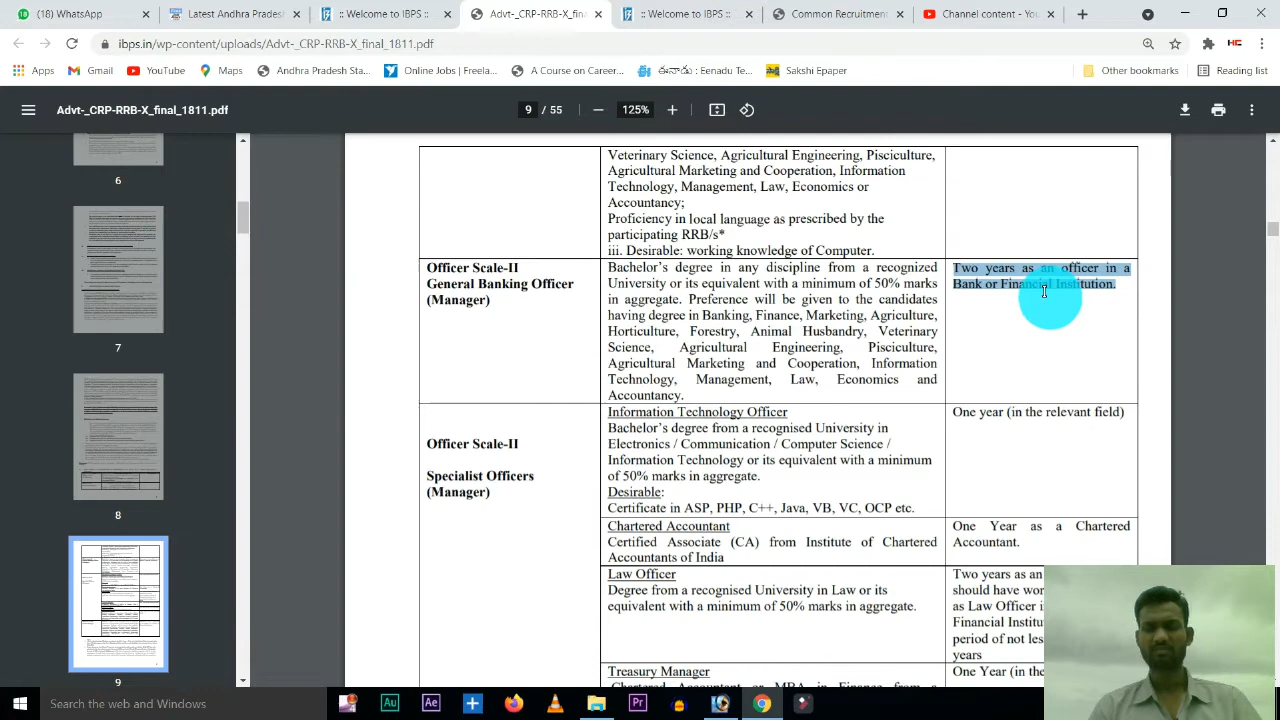 (18) WhatsApp
Latest Andhra Prades
:: Welcome to IBPS ::
Advt-_CRP-RRB-X_fina
:: Welcome to IBPS ::
Common Recruitment
Channel content - You
ibps.in/wp-content/uploads/Advt-_CRP-RRB-X_final_1811.pdf
Apps
Gmail
YouTube
Maps
Andhra Pradesh Sta...
Online Jobs | Freela...
A Course on Career...
Eenadu Te...
Sakshi Epaper
Other bookmarks
Reading list
Advt-_CRP-RRB-X_final_1811.pdf
9 / 55
125%
6
7
8
9
Veterinary Science, Agricultural Engineering, Pisciculture,
Agricultural Marketing and Cooperation, Information
Technology, Management, Law, Economics or
Accountancy;
Proficiency in local language as prescribed by the
participating RRB/s*
iii. Desirable: working knowledge of Computer.
Officer Scale-II
General Banking Officer
(Manager)
Bachelor's degree in any discipline from a recognized
University or its equivalent with a minimum of 50% marks
in aggregate. Preference will be given to the candidates
having degree in Banking, Finance, Marketing, Agriculture,
Horticulture, Forestry, Animal Husbandry, Veterinary
Science, Agricultural Engineering, Pisciculture,
Agricultural Marketing and Cooperation, Information
Technology, Management, Law, Economics and
Accountancy.
Two years as an officer in a
Bank or Financial Institution.
Officer Scale-II
Specialist Officers
(Manager)
Information Technology Officer
Bachelor's degree from a recognised University in
Electronics / Communication / Computer Science /
Information Technology or its equivalent with a minimum
of 50% marks in aggregate.
Desirable:
Certificate in ASP, PHP, C++, Java, VB, VC, OCP etc.
One year (in the relevant field)
Chartered Accountant
Certified Associate (CA) from Institute of Chartered
Accountants of India
One Year as a Chartered
Accountant.
Law Officer
Degree from a recognised University in Law or its
equivalent with a minimum of 50% marks in aggregate.
Two years as an
should have wor
as Law Officer i
Financial Institu
period of not les
years
Treasury Manager
Chartered Accountant or MBA in Finance from a
One Year (in the
Search the web and Windows